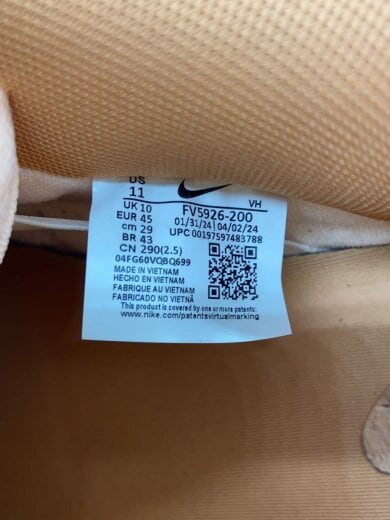 US
11
UK 10
EUR 45
cm 29
BR 43
CN 290(2.5)
04FG60VQBQ699
VH
FV5926-200
01/31/24 04/02/24
UPC 00197597483788
MADE IN VIETNAM
HECHO EN VIETNAM
FABRIQUE AU VIETNAM
FABRICADO NO VIETNÃ
This product is covered by one or more patents:
www.nike.com/patentsvirtualmarking